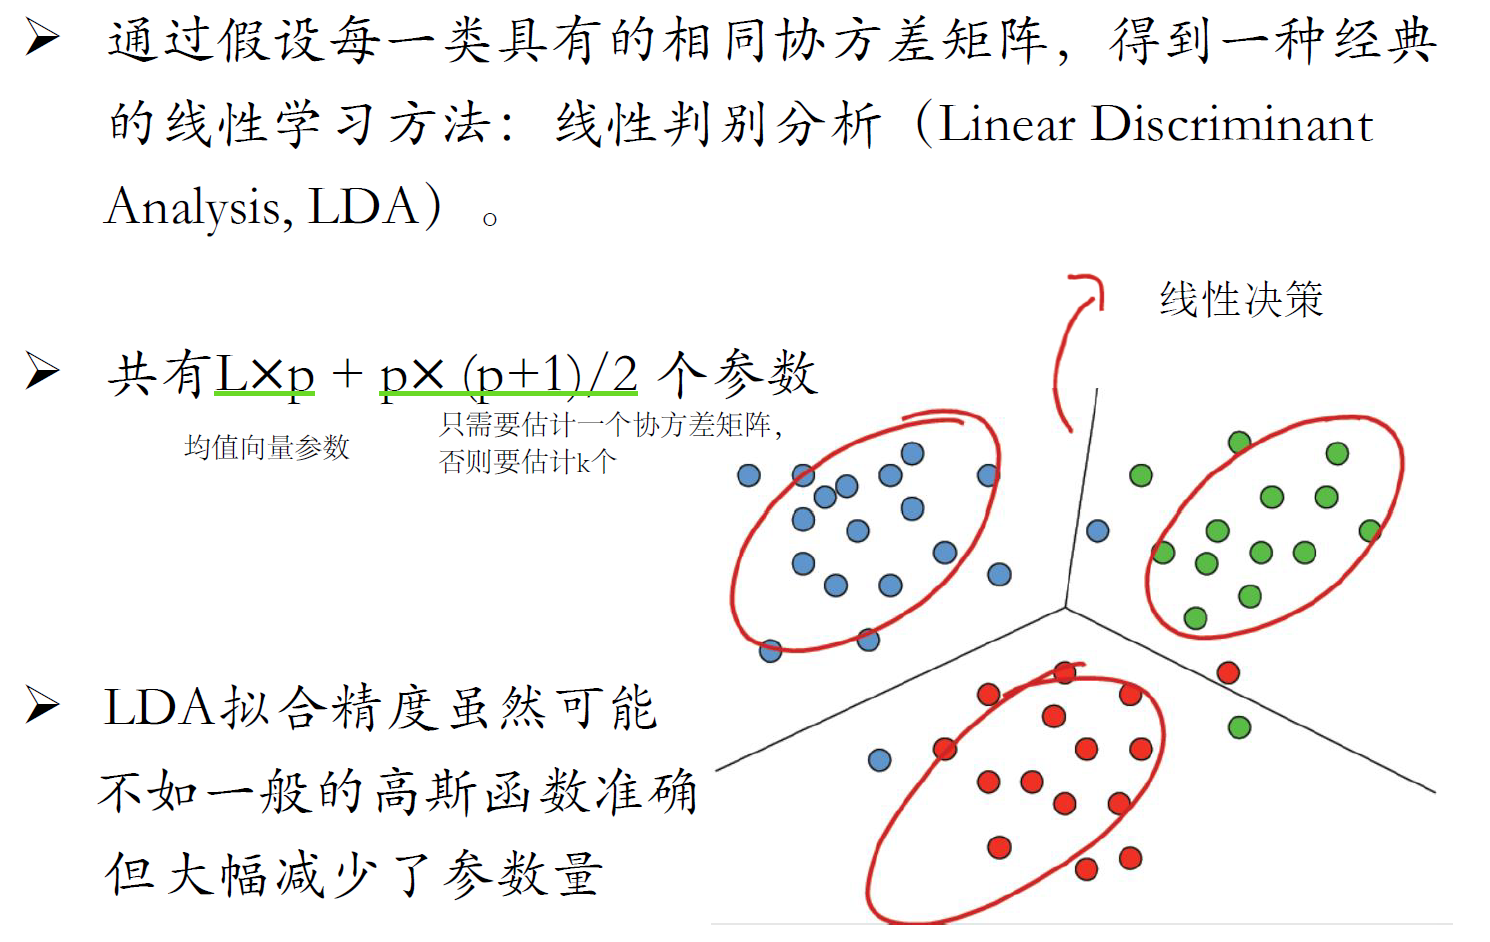 ➢ 通过假设每一类具有的相同协方差矩阵，得到一种经典
的线性学习方法：线性判别分析（Linear Discriminant
Analysis, LDA）。
线性决策
➢ 共有L×p + p× (p+1)/2 个参数
均值向量参数
只需要估计一个协方差矩阵，
否则要估计k个
➢ LDA拟合精度虽然可能
不如一般的高斯函数准确
但大幅减少了参数量